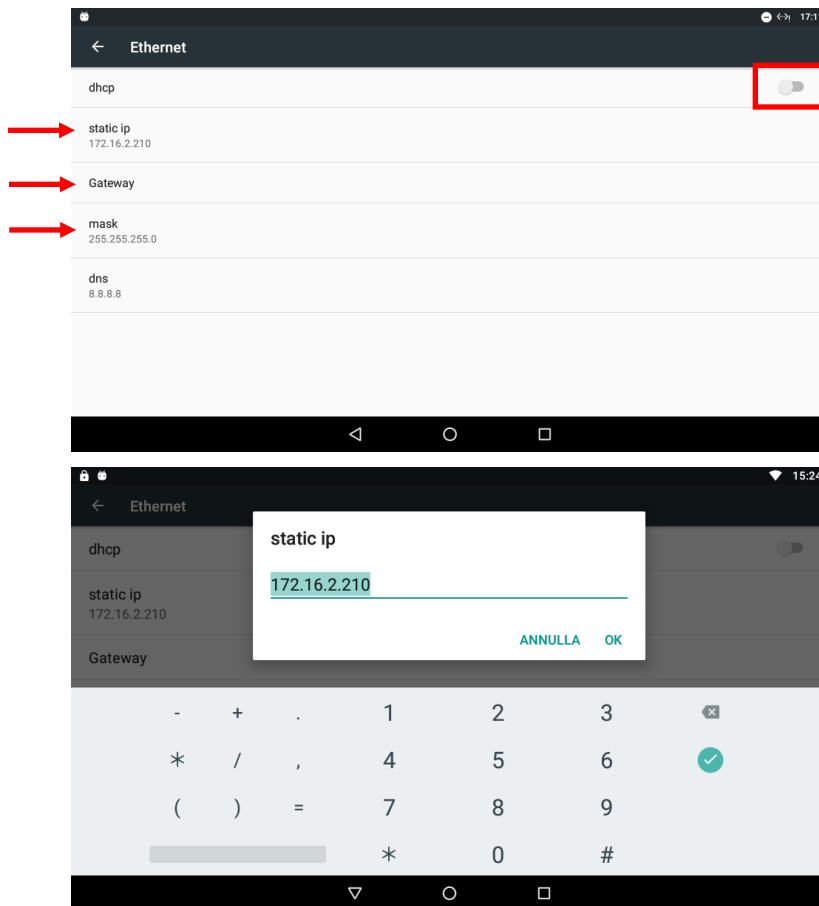 17:1
Ethernet
dhcp
static ip
172.16.2.210
Gateway
mask
255.255.255.0
dns
8.8.8.8
15:24
Ethernet
dhcp
static ip
172.16.2.210
Gateway
static ip
172.16.2.210
ANNULLA OK
- + . 1 2 3
* / , 4 5 6
( ) = 7 8 9
* 0 #